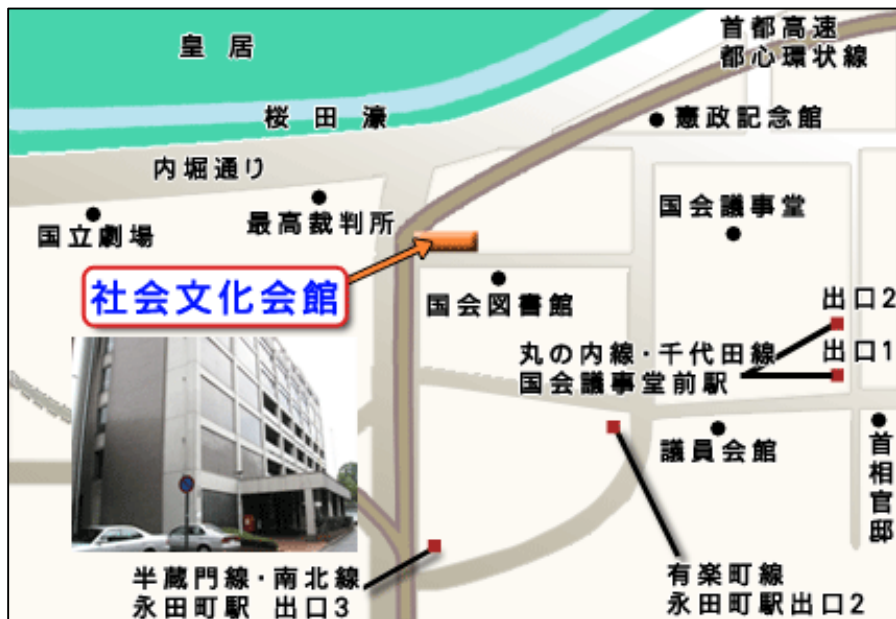 皇居
首都高速
都心環状線
桜田濠
憲政記念館
内堀通り
国立劇場
最高裁判所
国会議事堂
社会文化会館
国会図書館
出口2
丸の内線・千代田線
国会議事堂前駅
出口1
議員会館
首相官邸
半蔵門線・南北線
永田町駅 出口3
有楽町線
永田町駅出口2